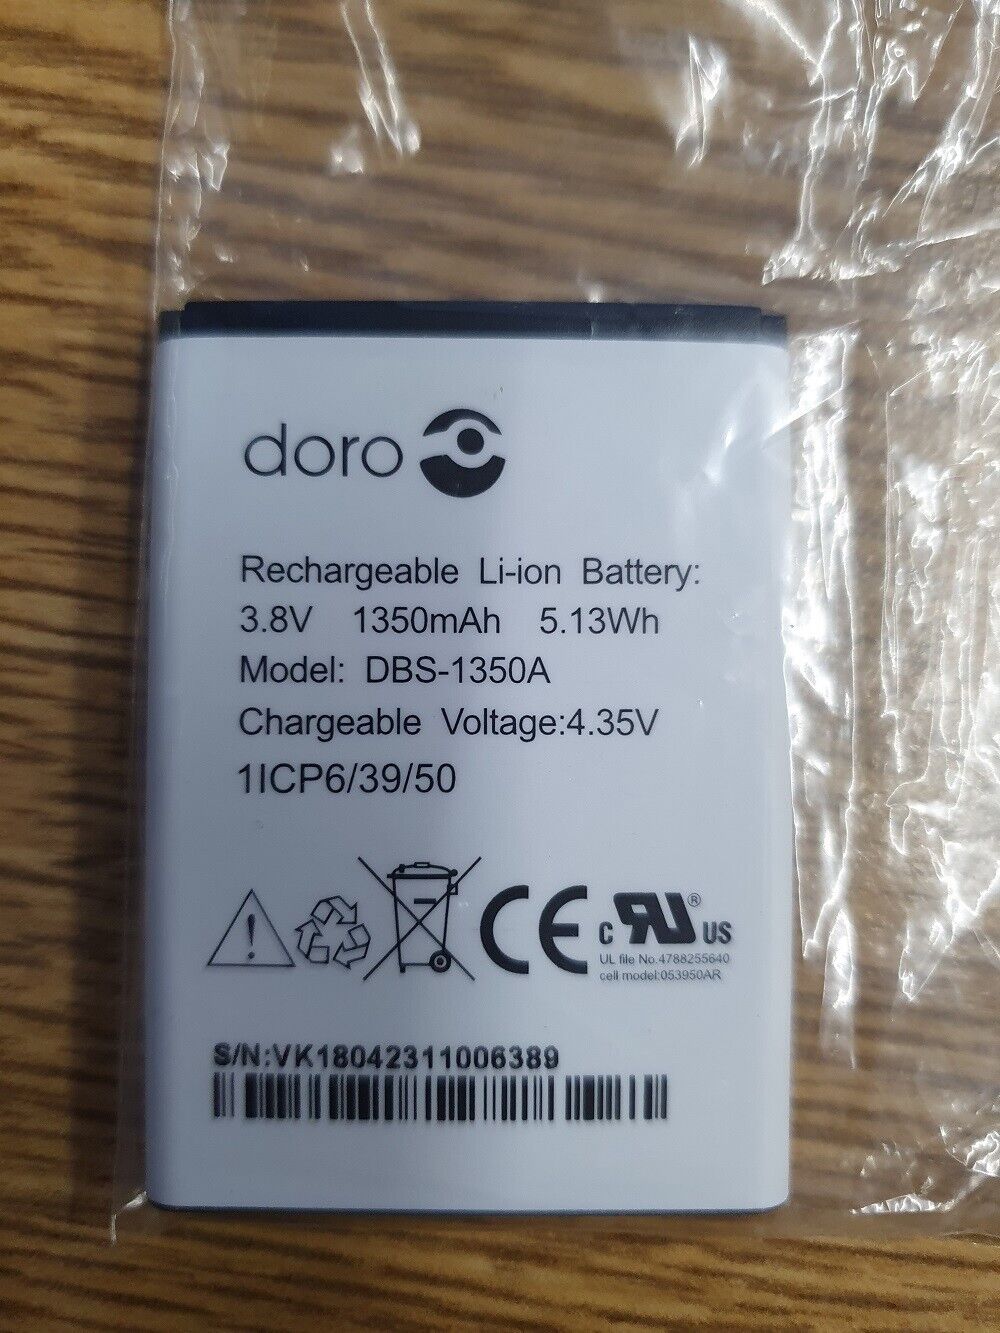 doro
Rechargeable Li-ion Battery:
3.8V 1350mAh 5.13Wh
Model: DBS-1350A
Chargeable Voltage:4.35V
1ICP6/39/50
CE c RU ® US
UL file No.4788255640
cell model:053950AR
S/N:VK18042311006389